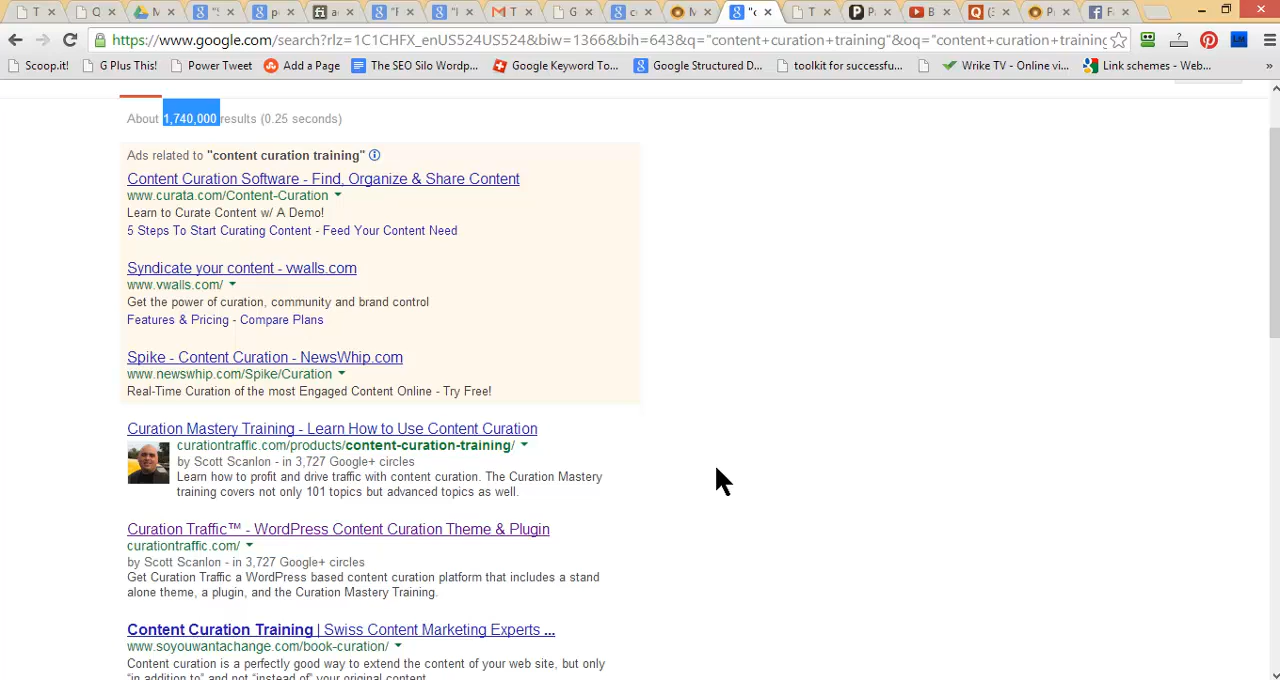 T
Q
M
"S
p
a
"F
"I
T
G
c
M
"c
T
P
B
(3
P
F
https://www.google.com/search?rlz=1C1CHFX_enUS524US524&biw=1366&bih=643&q="content+curation+training"&oq="content+curation+training
Scoop.it! G Plus This! Power Tweet Add a Page The SEO Silo Wordp... Google Keyword To... Google Structured D... toolkit for successfu... Wrike TV - Online vi... Link schemes - Web... »
About 1,740,000 results (0.25 seconds)
Ads related to "content curation training"
Content Curation Software - Find, Organize & Share Content
www.curata.com/Content-Curation
Learn to Curate Content w/ A Demo!
5 Steps To Start Curating Content - Feed Your Content Need
Syndicate your content - vwalls.com
www.vwalls.com/
Get the power of curation, community and brand control
Features & Pricing - Compare Plans
Spike - Content Curation - NewsWhip.com
www.newswhip.com/Spike/Curation
Real-Time Curation of the most Engaged Content Online - Try Free!
Curation Mastery Training - Learn How to Use Content Curation
curationtraffic.com/products/content-curation-training/
by Scott Scanlon - in 3,727 Google+ circles
Learn how to profit and drive traffic with content curation. The Curation Mastery
training covers not only 101 topics but advanced topics as well.
Curation Traffic™ - WordPress Content Curation Theme & Plugin
curationtraffic.com/
by Scott Scanlon - in 3,727 Google+ circles
Get Curation Traffic a WordPress based content curation platform that includes a stand
alone theme, a plugin, and the Curation Mastery Training.
Content Curation Training | Swiss Content Marketing Experts ...
www.soyouwantachange.com/book-curation/
Content curation is a perfectly good way to extend the content of your web site, but only
"in addition to" and not "instead of" your original content